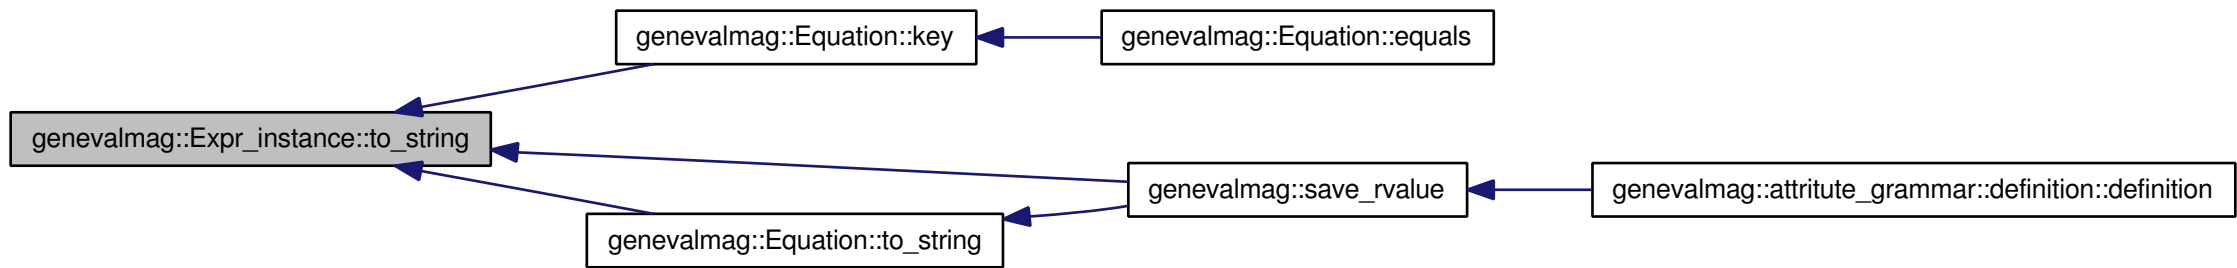 genevalmag::Equation::key
genevalmag::Equation::equals
genevalmag::Expr_instance::to_string
genevalmag::save_rvalue
genevalmag::attritute_grammar::definition::definition
genevalmag::Equation::to_string